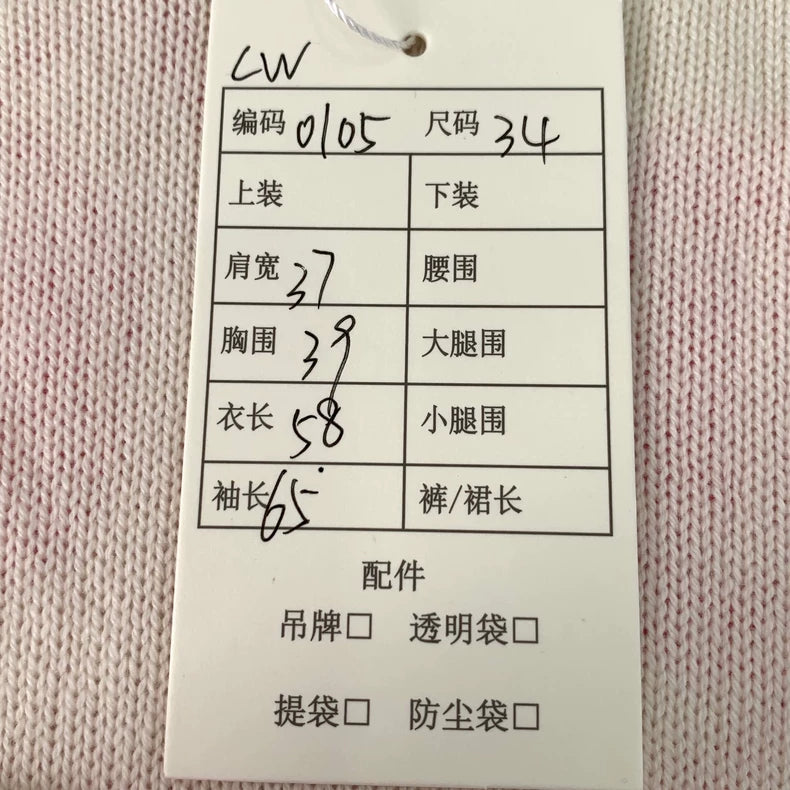 LW
编码 0105 尺码 34
上装 下装
肩宽 37 腰围
胸围 39 大腿围
衣长 58 小腿围
袖长 65 裤/裙长
配件
吊牌□ 透明袋□
提袋□ 防尘袋□